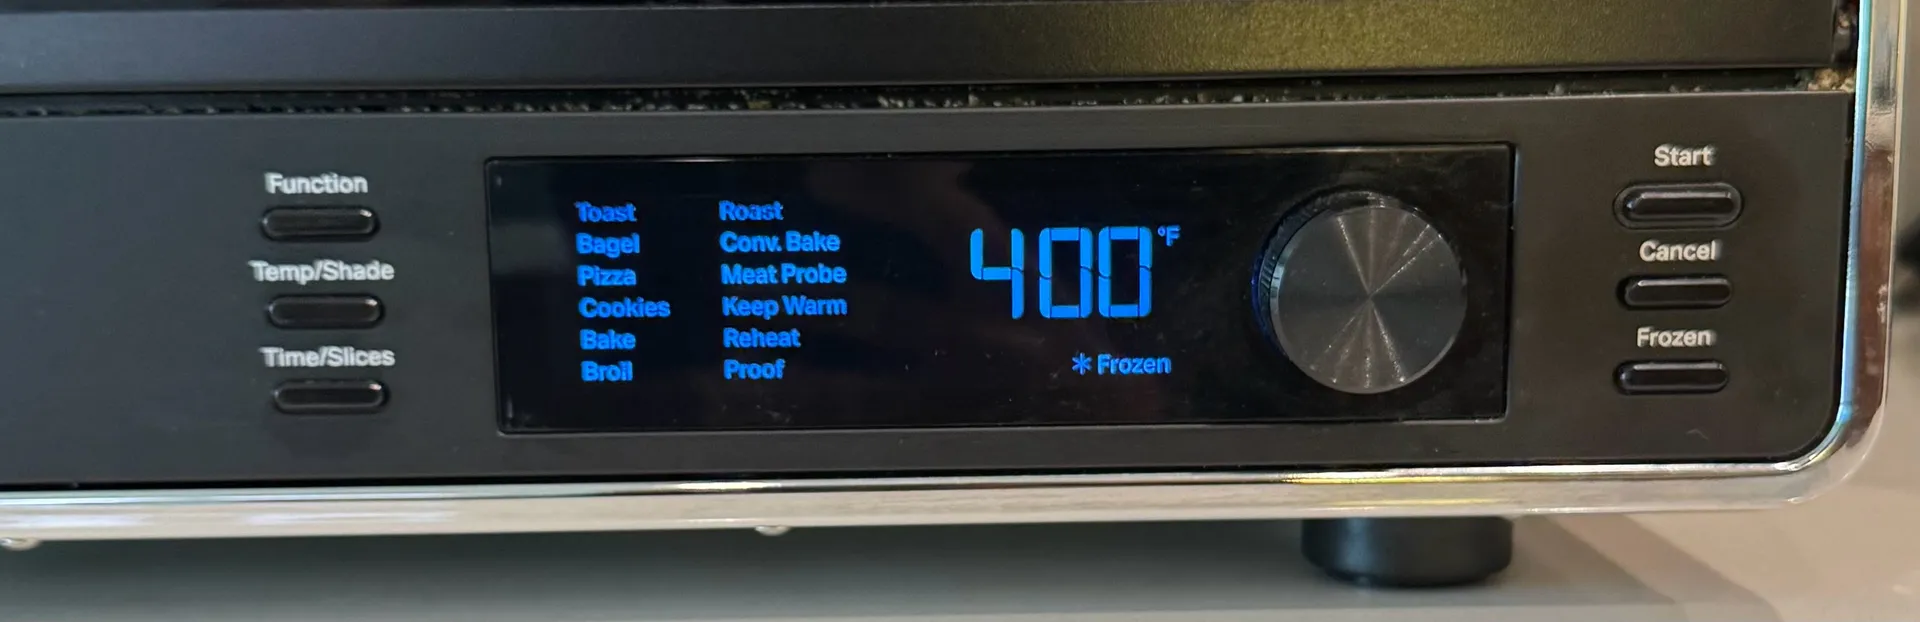 Function
Temp/Shade
Time/Slices
Toast
Bagel
Pizza
Cookies
Bake
Broil
Roast
Conv. Bake
Meat Probe
Keep Warm
Reheat
Proof
400°F
* Frozen
Start
Cancel
Frozen